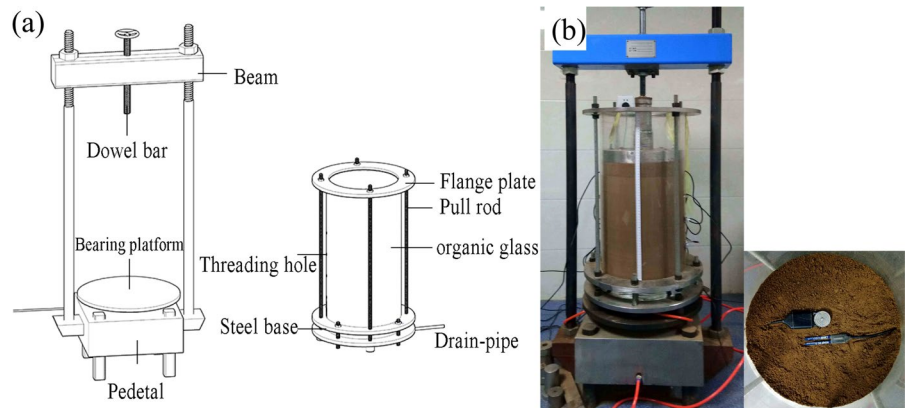 (a)
Beam
Dowel bar
Bearing platform
Pedetal
Flange plate
Pull rod
organic glass
Threading hole
Steel base
Drain-pipe
(b)